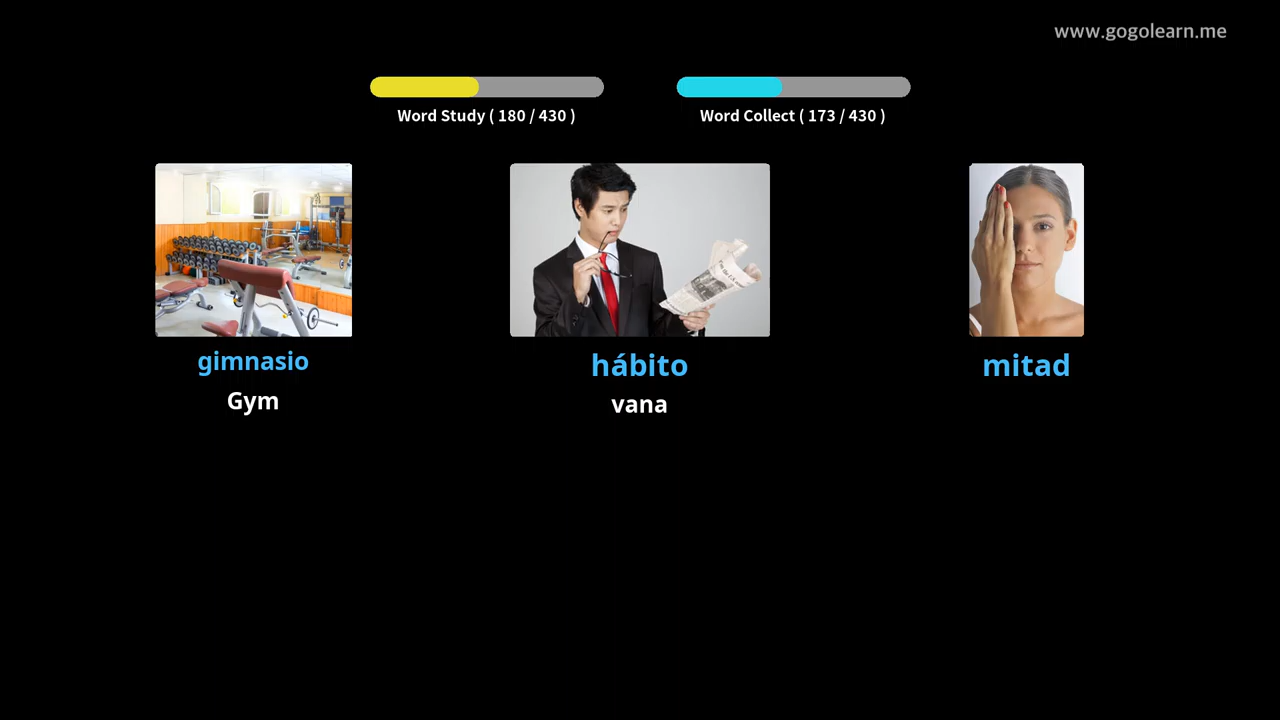 www.gogolearn.me
Word Study ( 180 / 430 )
Word Collect ( 173 / 430 )
gimnasio
Gym
hábito
vana
mitad